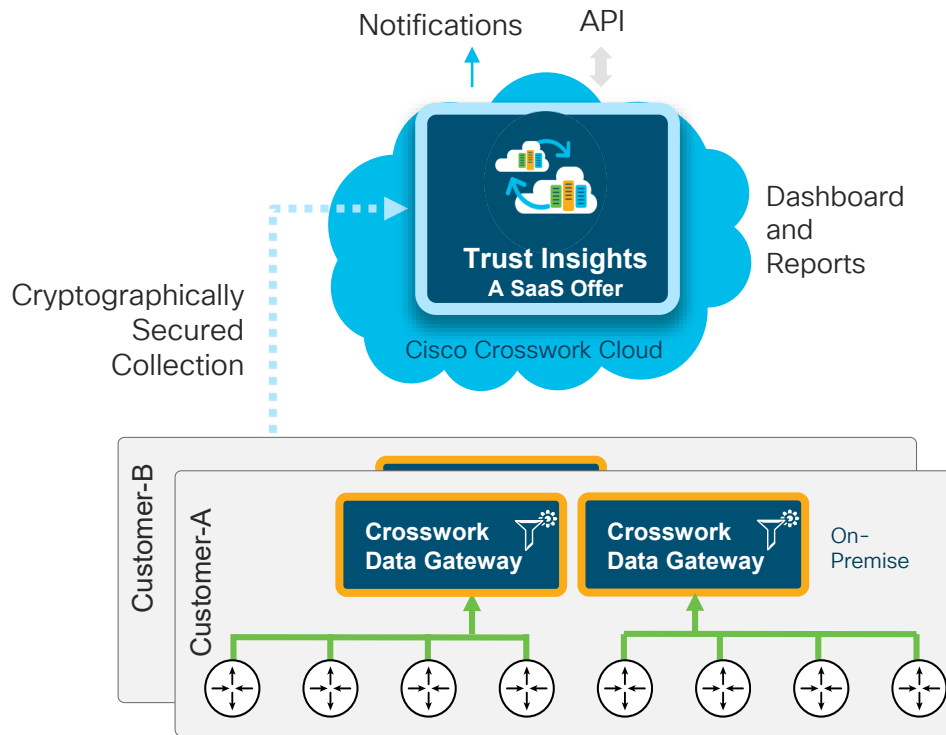 Notifications
API
Trust Insights
A SaaS Offer
Cisco Crosswork Cloud
Dashboard
and
Reports
Cryptographically
Secured
Collection
Customer-B
Customer-A
Crosswork
Data Gateway
Crosswork
Data Gateway
On-
Premise